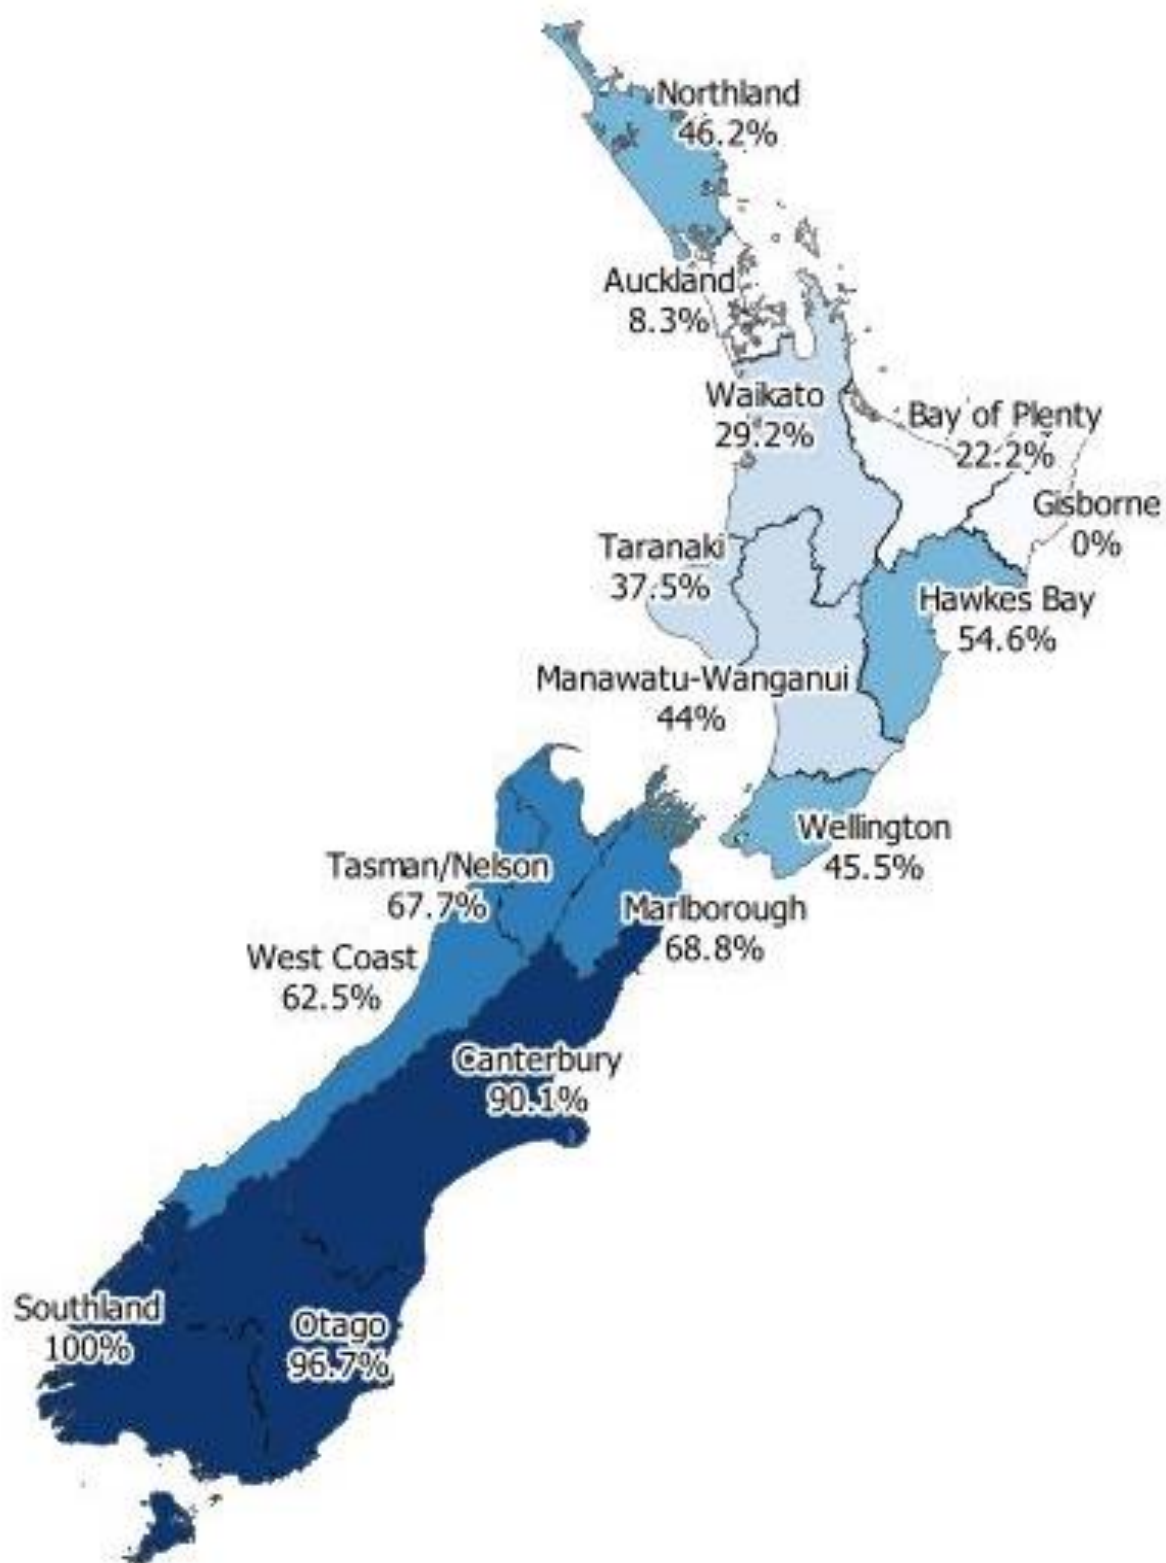 Northland
46.2%
Auckland
8.3%
Waikato
29.2%
Bay of Plenty
22.2%
Gisborne
0%
Taranaki
37.5%
Hawkes Bay
54.6%
Manawatu-Wanganui
44%
Wellington
45.5%
Tasman/Nelson
67.7%
Marlborough
68.8%
West Coast
62.5%
Canterbury
90.1%
Southland
100%
Otago
96.7%